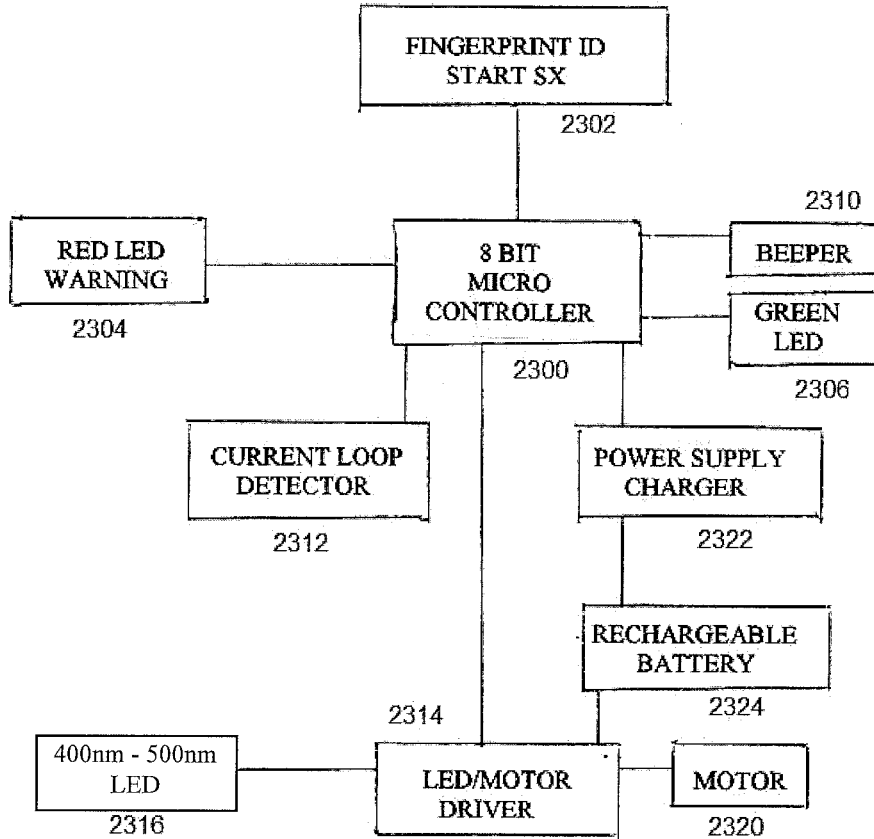 FINGERPRINT ID
START SX
2302
2310
RED LED
WARNING
2304
8 BIT
MICRO
CONTROLLER
2300
BEEPER
GREEN
LED
2306
CURRENT LOOP
DETECTOR
2312
POWER SUPPLY
CHARGER
2322
RECHARGEABLE
BATTERY
2324
2314
400nm - 500nm
LED
2316
LED/MOTOR
DRIVER
MOTOR
2320